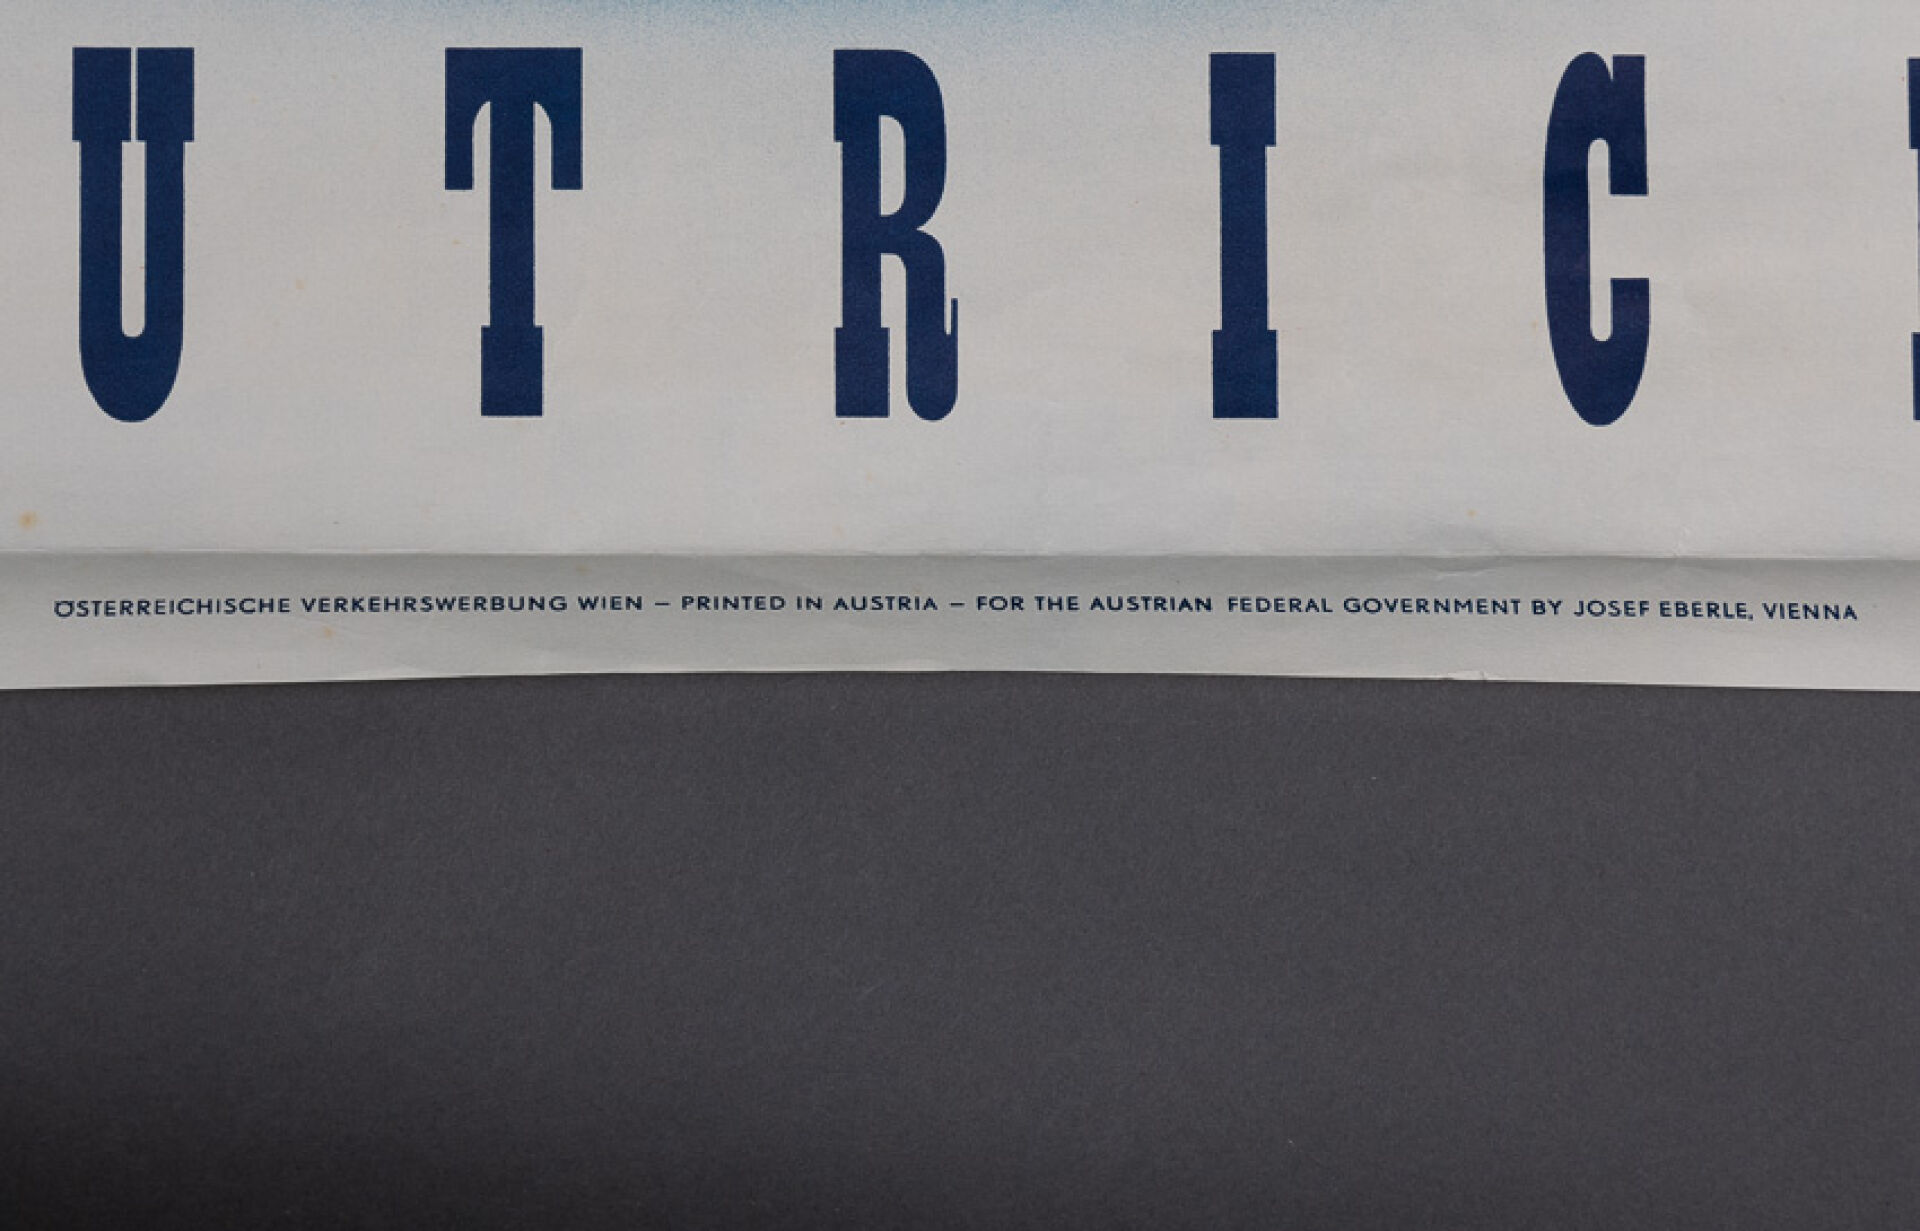 UTRIC
ÖSTERREICHISCHE VERKEHRSWERBUNG WIEN — PRINTED IN AUSTRIA — FOR THE AUSTRIAN FEDERAL GOVERNMENT BY JOSEF EBERLE, VIENNA